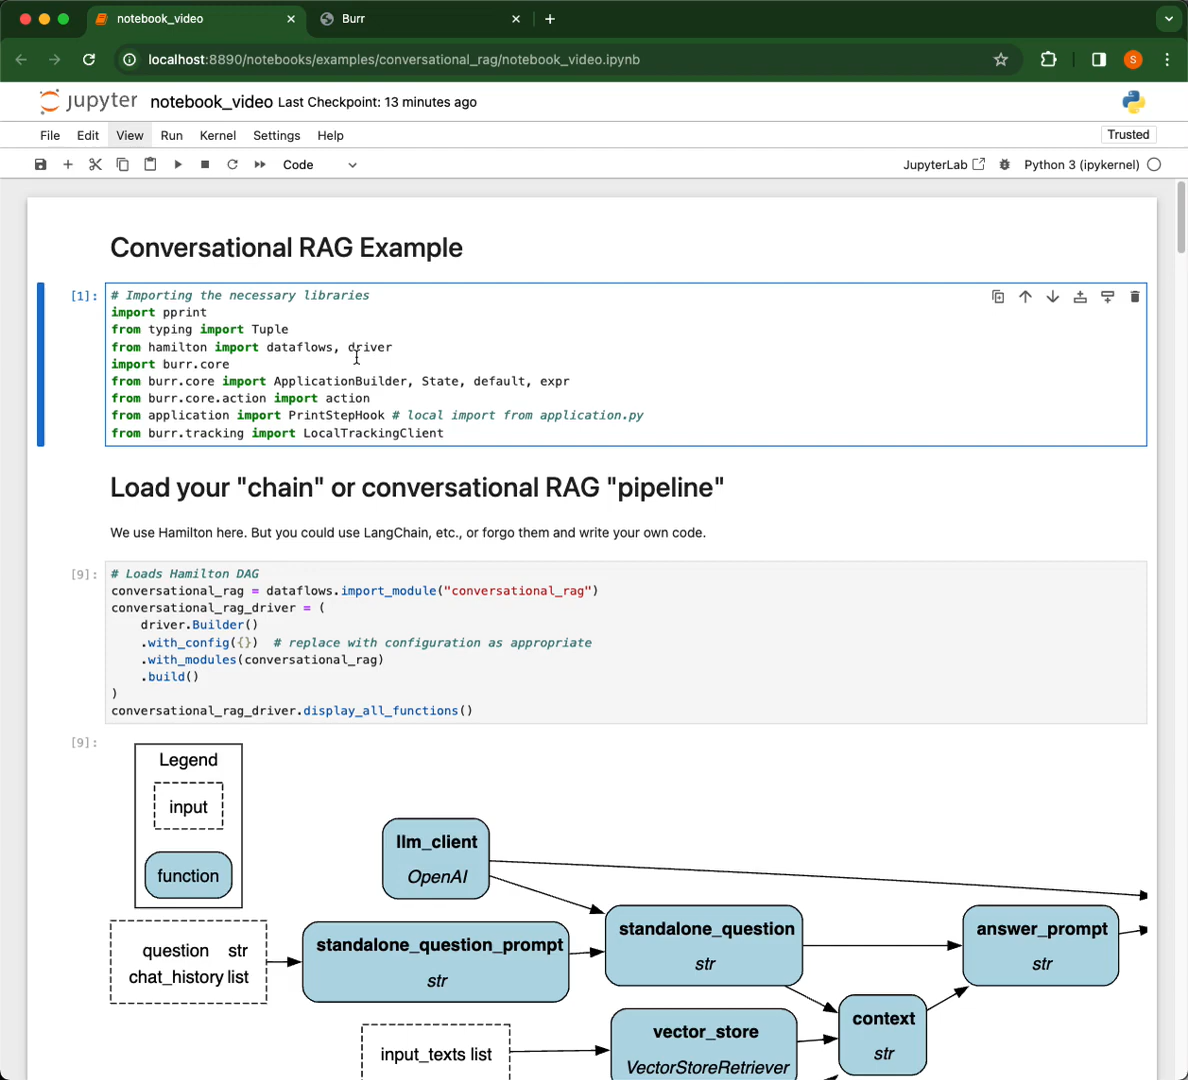 notebook_video
Burr
localhost:8890/notebooks/examples/conversational_rag/notebook_video.ipynb
S
jupyter notebook_video Last Checkpoint: 13 minutes ago
File Edit View Run Kernel Settings Help
Trusted
Code
JupyterLab
Python 3 (ipykernel)
Conversational RAG Example
[1]:
# Importing the necessary libraries
import pprint
from typing import Tuple
from hamilton import dataflows, driver
import burr.core
from burr.core import ApplicationBuilder, State, default, expr
from burr.core.action import action
from application import PrintStepHook # local import from application.py
from burr.tracking import LocalTrackingClient
Load your "chain" or conversational RAG "pipeline"
We use Hamilton here. But you could use LangChain, etc., or forgo them and write your own code.
[9]:
# Loads Hamilton DAG
conversational_rag = dataflows.import_module("conversational_rag")
conversational_rag_driver = (
driver.Builder()
.with_config({}) # replace with configuration as appropriate
.with_modules(conversational_rag)
.build()
)
conversational_rag_driver.display_all_functions()
[9]:
Legend
input
function
llm_client
OpenAI
question str
chat_history list
standalone_question_prompt
str
standalone_question
str
answer_prompt
str
context
str
input_texts list
vector_store
VectorStoreRetriever